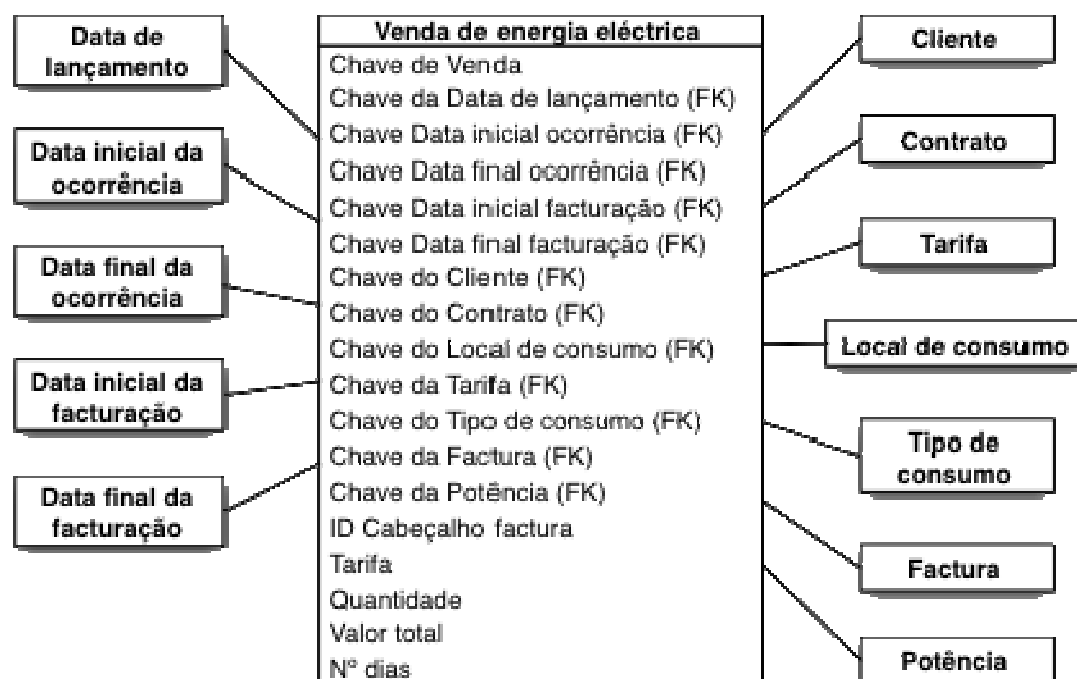 Data de
lançamento
Data inicial da
ocorrência
Data final da
ocorrência
Data inicial da
facturação
Data final da
facturação
Venda de energia eléctrica
Chave de Venda
Chave da Data de lançamento (FK)
Chave Data inicial ocorrência (FK)
Chave Data final ocorrência (FK)
Chave Data inicial facturação (FK)
Chave Data final facturação (FK)
Chave do Cliente (FK)
Chave do Contrato (FK)
Chave do Local de consumo (FK)
Chave da Tarifa (FK)
Chave do Tipo de consumo (FK)
Chave da Factura (FK)
Chave da Potência (FK)
ID Cabeçalho factura
Tarifa
Quantidade
Valor total
Nº dias
Cliente
Contrato
Tarifa
Local de consumo
Tipo de
consumo
Factura
Potência